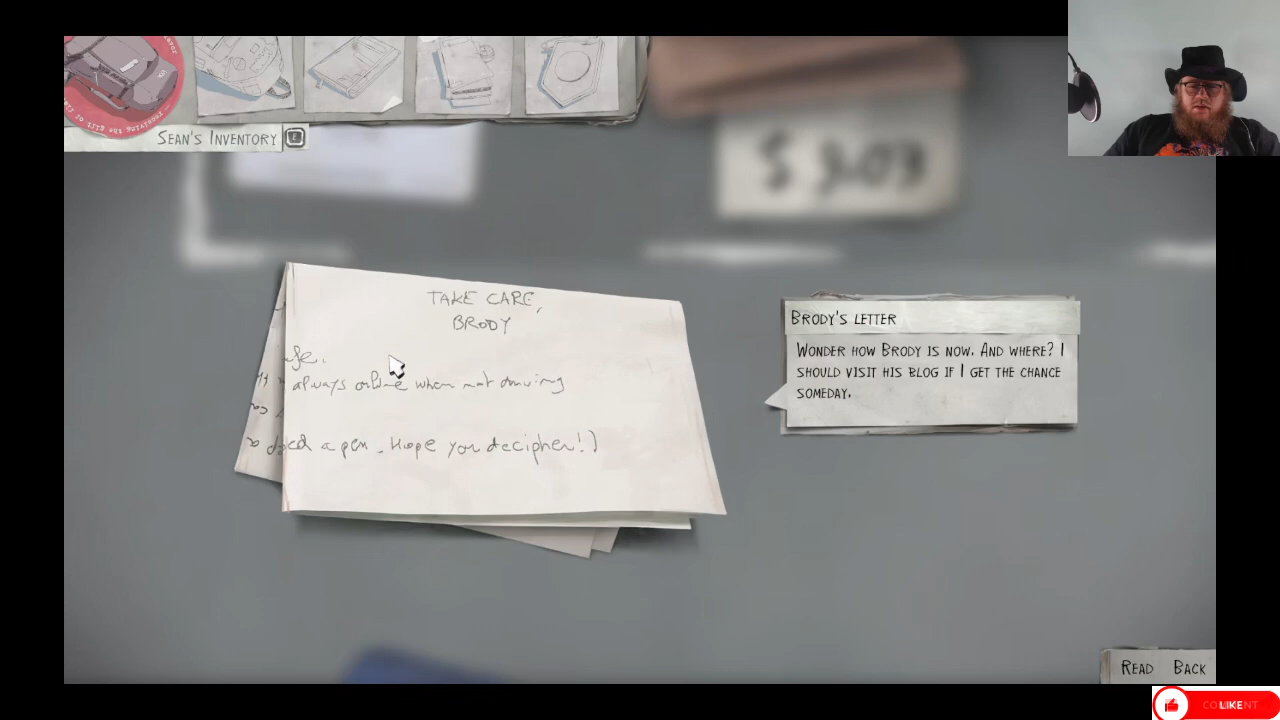 SEAN'S INVENTORY E
$ 9.03
TAKE CARE,
BRODY
always online when not driving
a pen. Hope you decipher!)
BRODY'S LETTER
WONDER HOW BRODY IS NOW. AND WHERE? I
SHOULD VISIT HIS BLOG IF I GET THE CHANCE
SOMEDAY.
READ BACK
LIKE